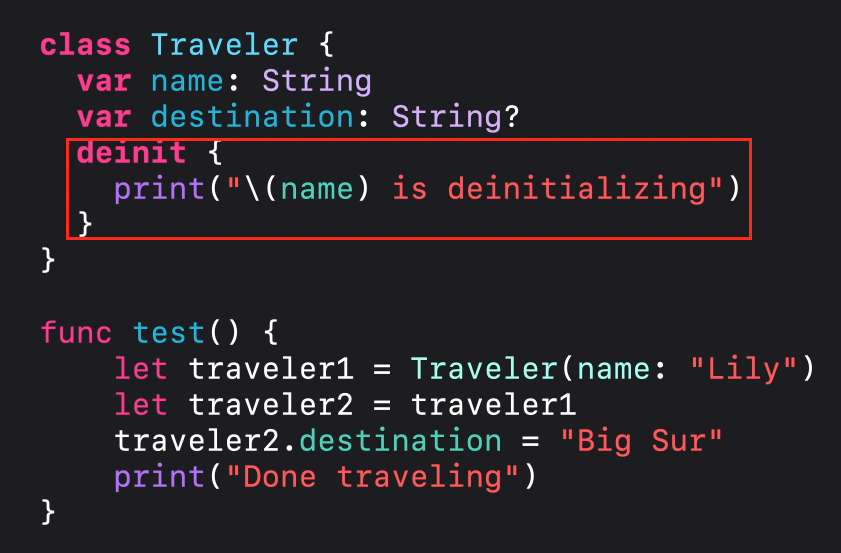 class Traveler {
  var name: String
  var destination: String?
  deinit {
    print("\(name) is deinitializing")
  }
}
func test() {
    let traveler1 = Traveler(name: "Lily")
    let traveler2 = traveler1
    traveler2.destination = "Big Sur"
    print("Done traveling")
}